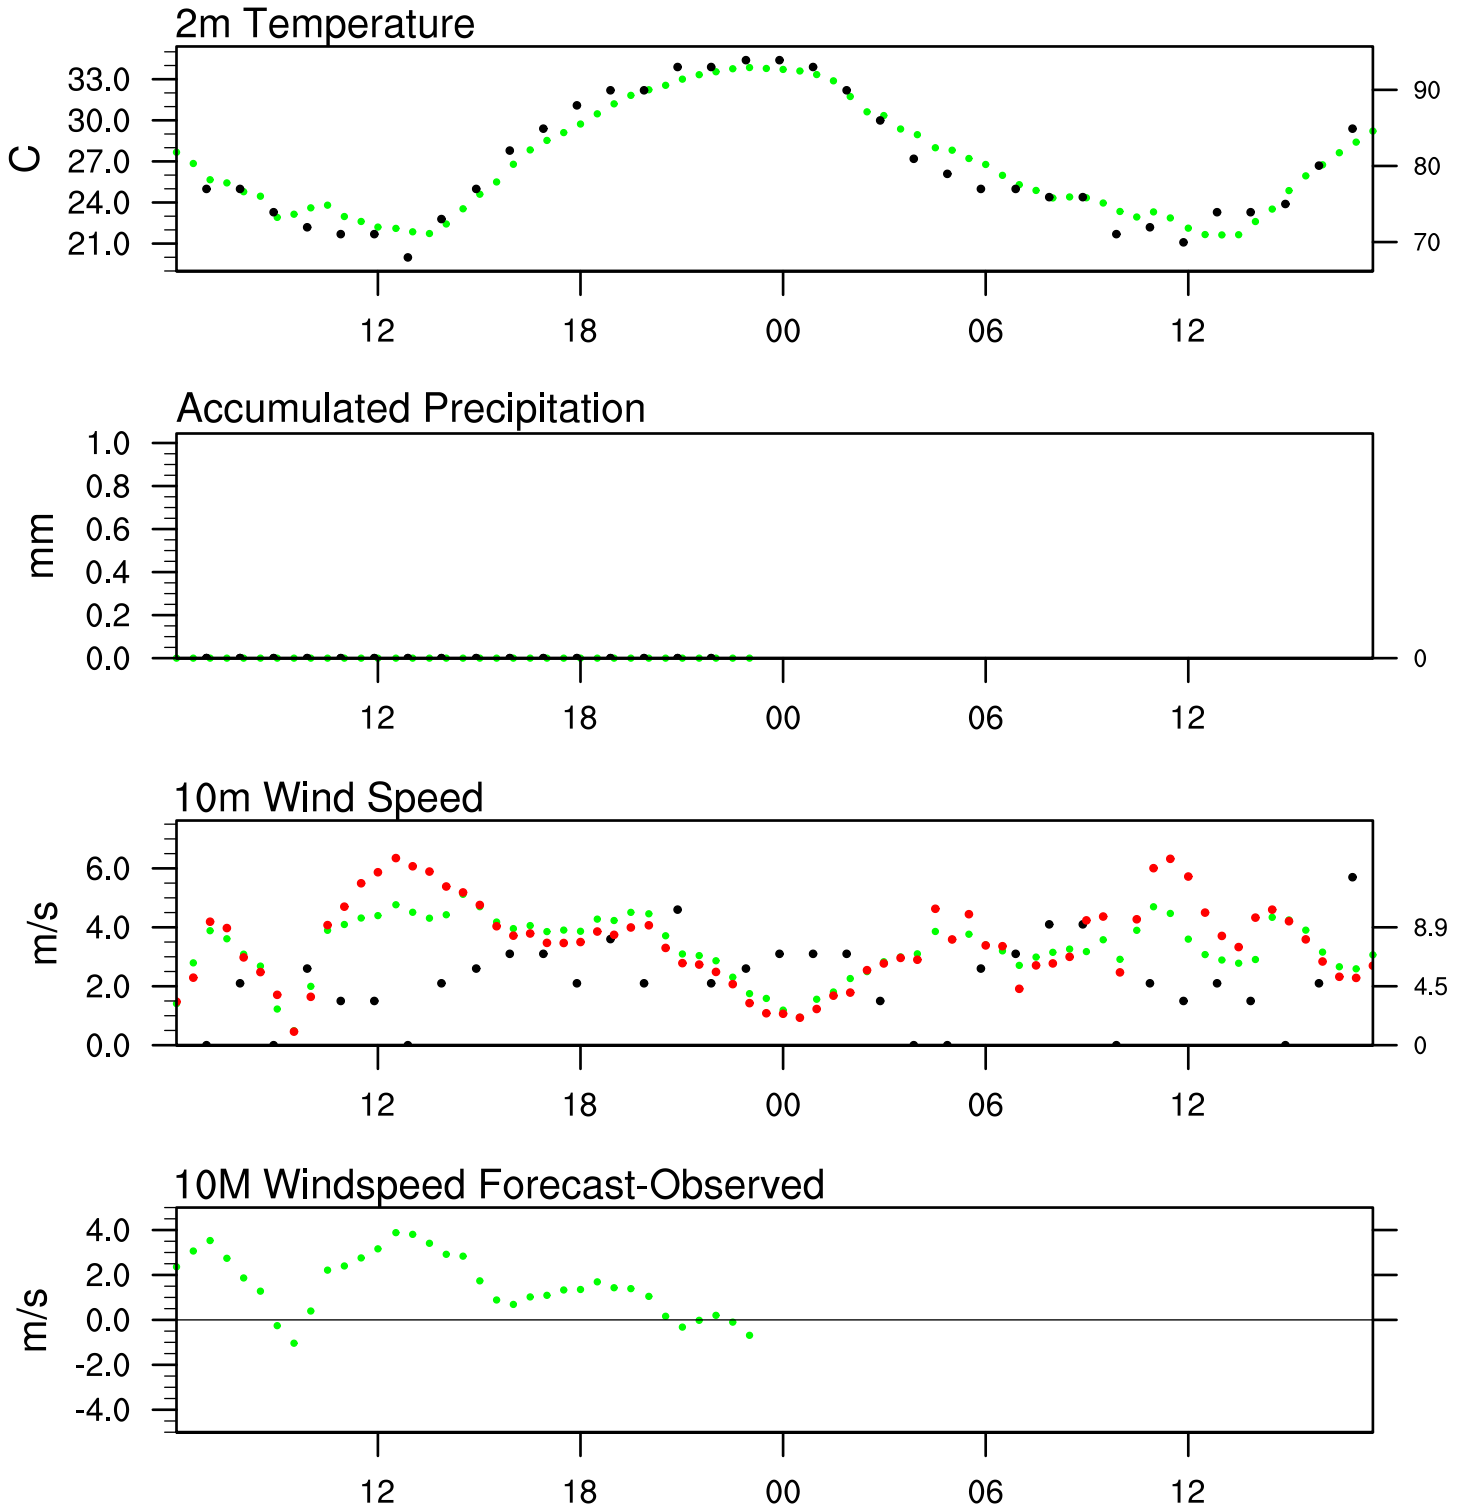 2m Temperature
33.0
30.0
27.0
24.0
21.0
C
90
80
70
12 18 00 06 12
Accumulated Precipitation
1.0
0.8
0.6
0.4
0.2
0.0
mm
0
12 18 00 06 12
10m Wind Speed
6.0
4.0
2.0
0.0
m/s
8.9
4.5
0
12 18 00 06 12
10M Windspeed Forecast-Observed
4.0
2.0
0.0
-2.0
-4.0
m/s
12 18 00 06 12